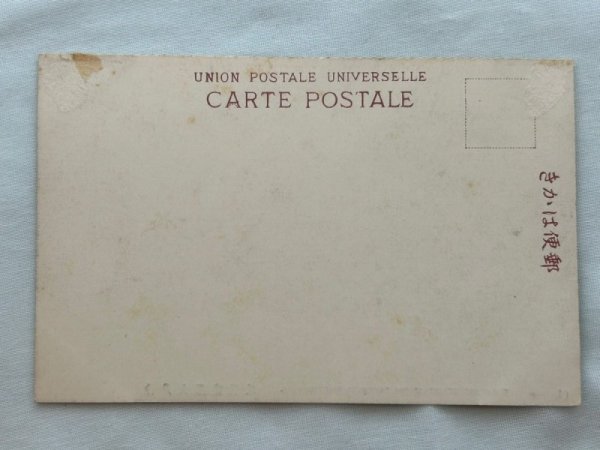 UNION POSTALE UNIVERSELLE
CARTE POSTALE
きかは便郵